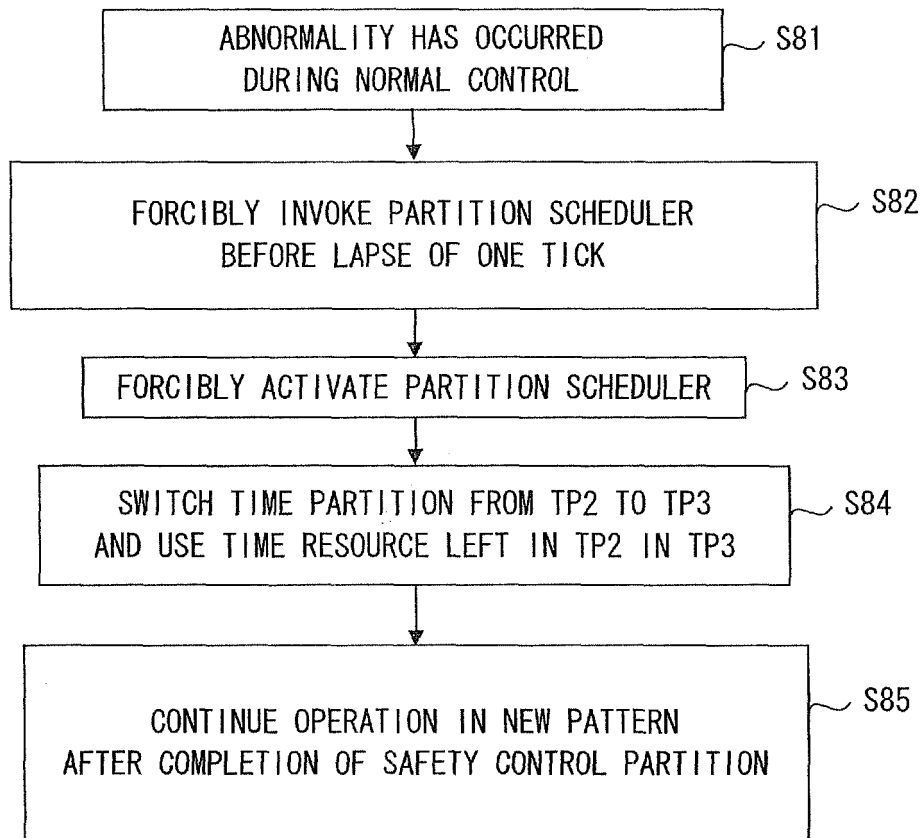 ABNORMALITY HAS OCCURRED
DURING NORMAL CONTROL
S81
FORCIBLY INVOKE PARTITION SCHEDULER
BEFORE LAPSE OF ONE TICK
S82
FORCIBLY ACTIVATE PARTITION SCHEDULER
S83
SWITCH TIME PARTITION FROM TP2 TO TP3
AND USE TIME RESOURCE LEFT IN TP2 IN TP3
S84
CONTINUE OPERATION IN NEW PATTERN
AFTER COMPLETION OF SAFETY CONTROL PARTITION
S85